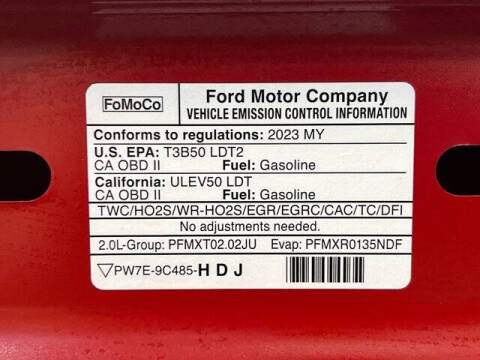 FoMoCo
Ford Motor Company
VEHICLE EMISSION CONTROL INFORMATION
Conforms to regulations: 2023 MY
U.S. EPA: T3B50 LDT2
CA OBD II Fuel: Gasoline
California: ULEV50 LDT
CA OBD II Fuel: Gasoline
TWC/HO2S/WR-HO2S/EGR/EGRC/CAC/TC/DFI
No adjustments needed.
2.0L-Group: PFMXT02.02JU Evap: PFMXR0135NDF
PW7E-9C485-HDJ